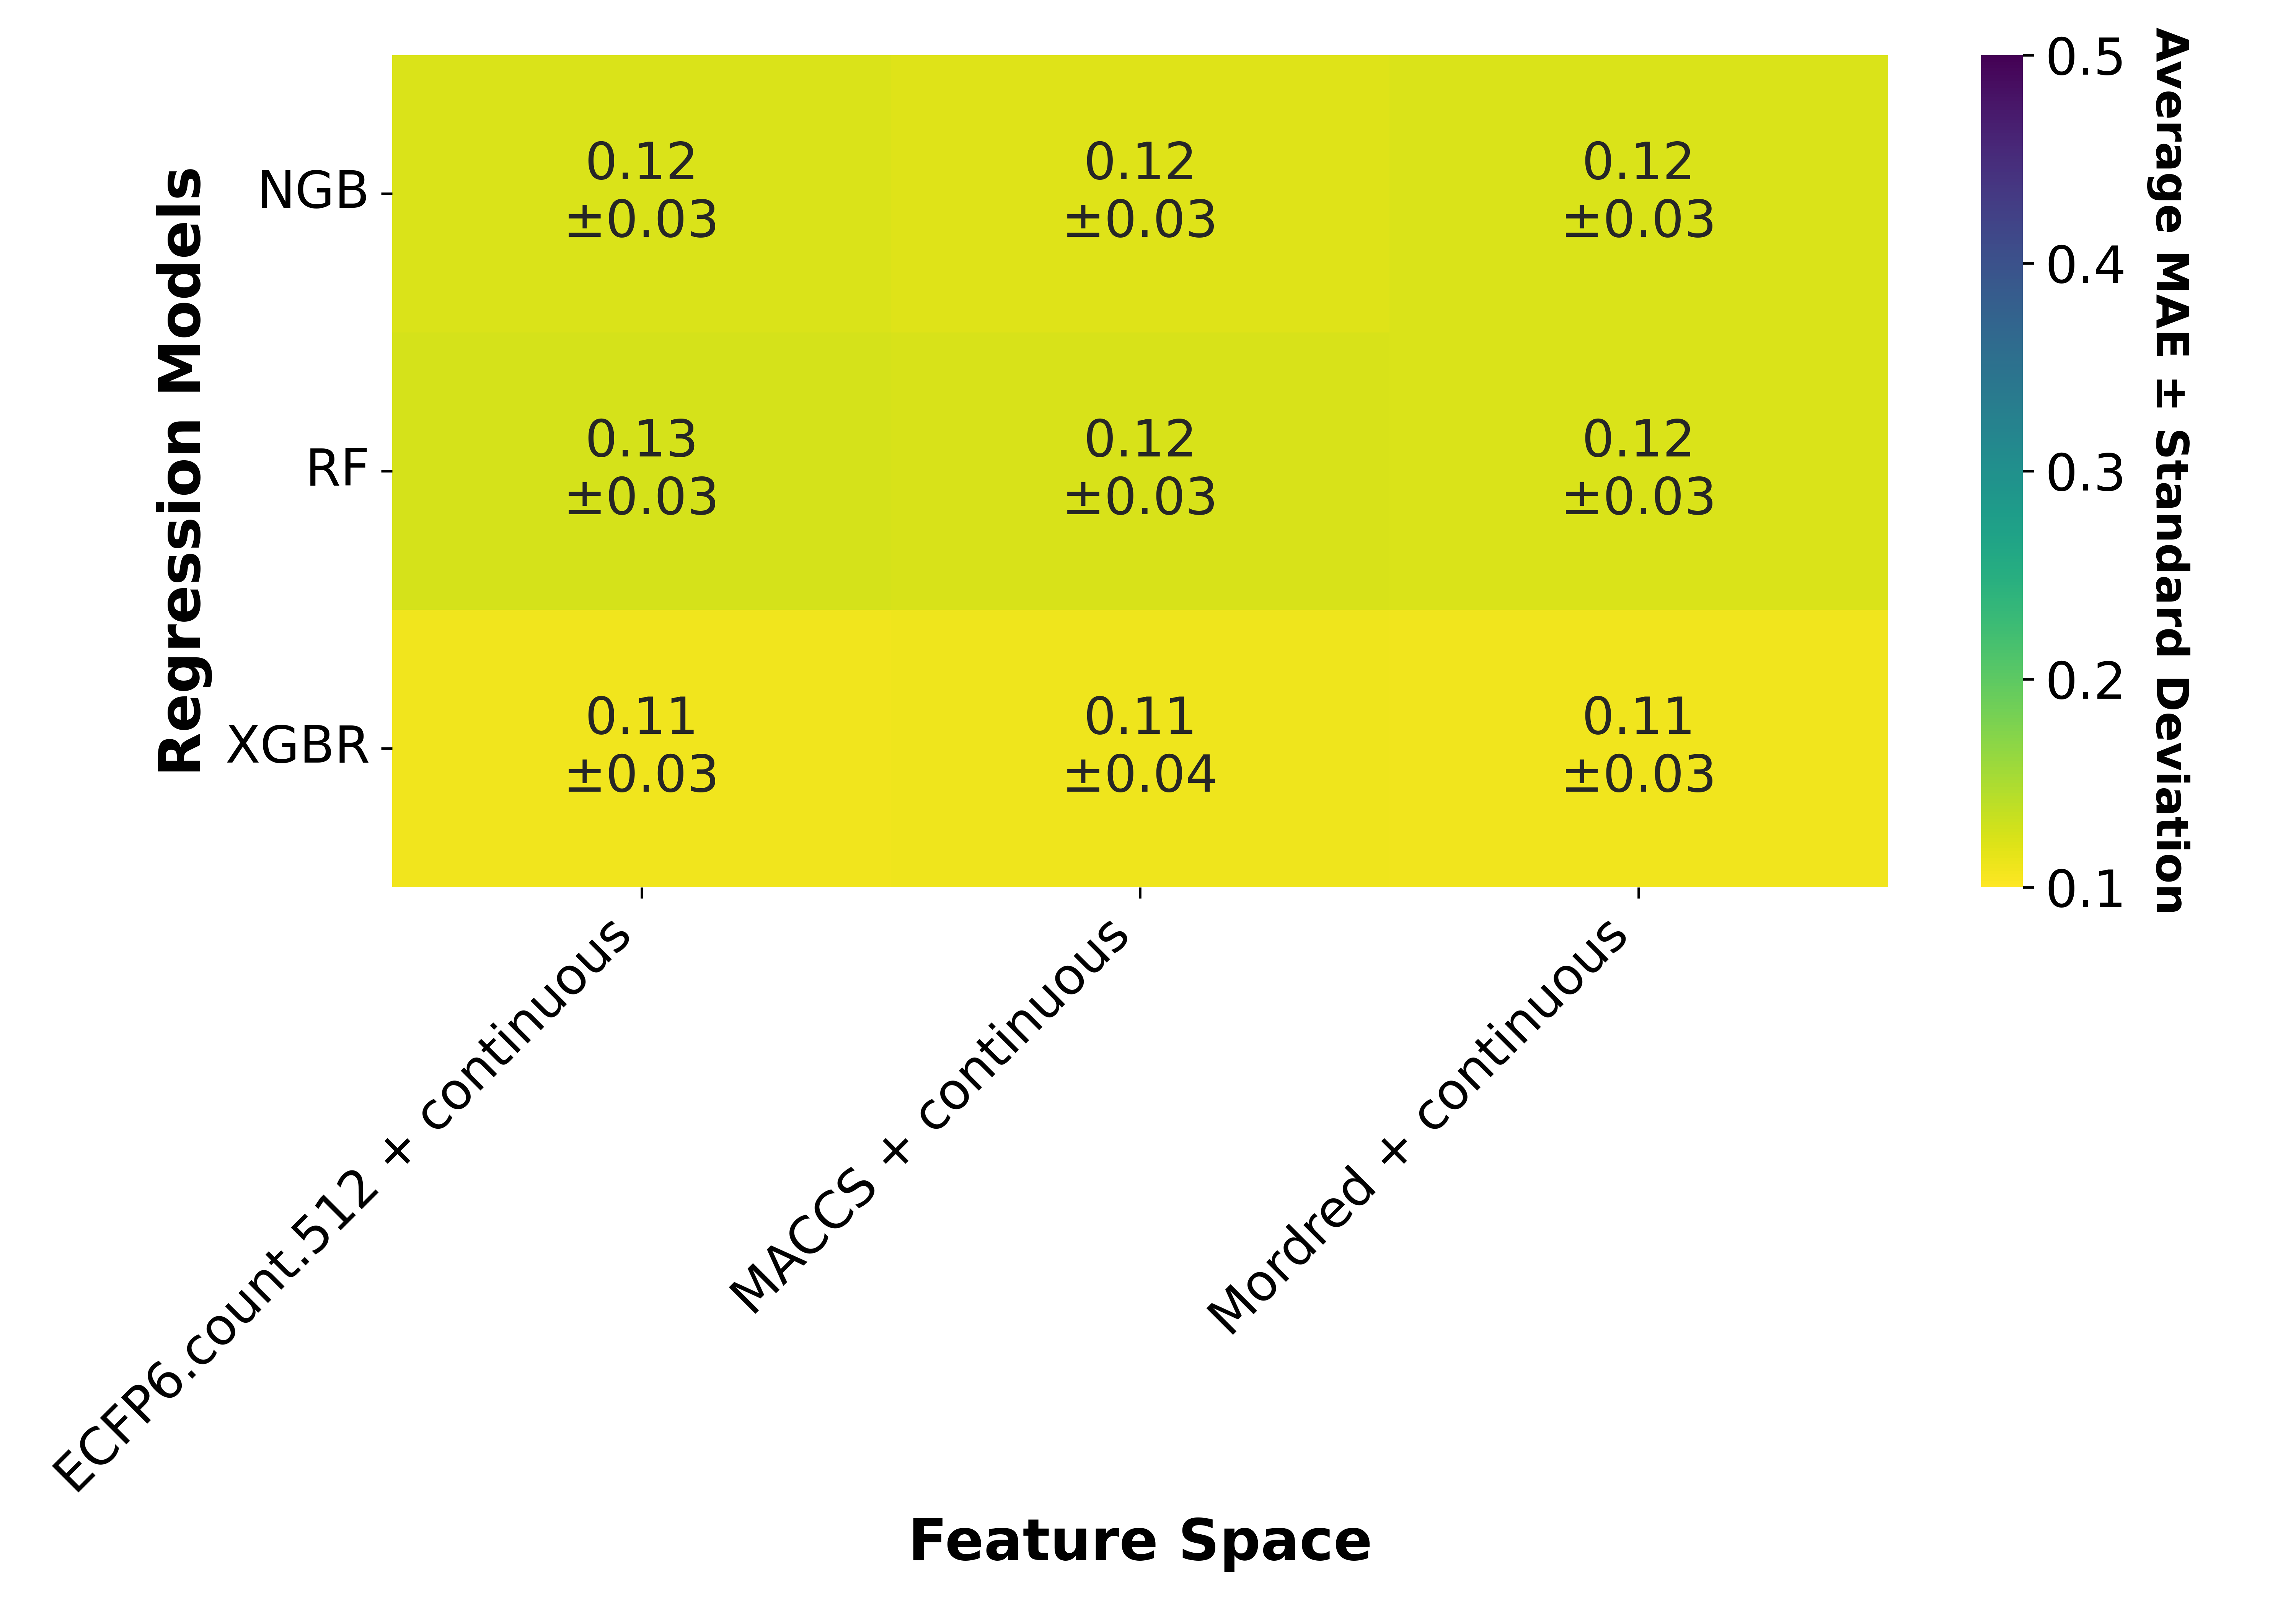 Regression Models
NGB
RF
XGBR
0.12
±0.03
0.12
±0.03
0.12
±0.03
0.13
±0.03
0.12
±0.03
0.12
±0.03
0.11
±0.03
0.11
±0.04
0.11
±0.03
ECFP6.count.512 + continuous
MACCS + continuous
Mordred + continuous
Feature Space
0.5
0.4
0.3
0.2
0.1
Average MAE ± Standard Deviation